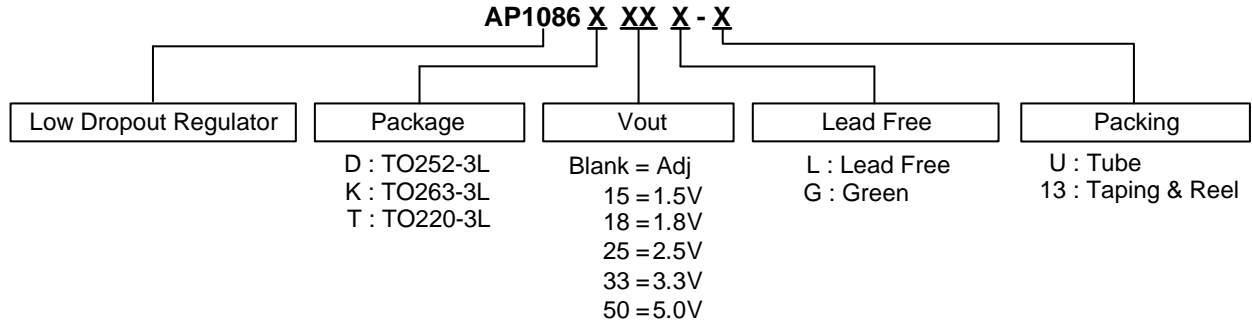 AP1086 X XX X - X
Low Dropout Regulator
Package
D : TO252-3L
K : TO263-3L
T : TO220-3L
Vout
Blank = Adj
15 = 1.5V
18 = 1.8V
25 = 2.5V
33 = 3.3V
50 = 5.0V
Lead Free
L : Lead Free
G : Green
Packing
U : Tube
13 : Taping & Reel